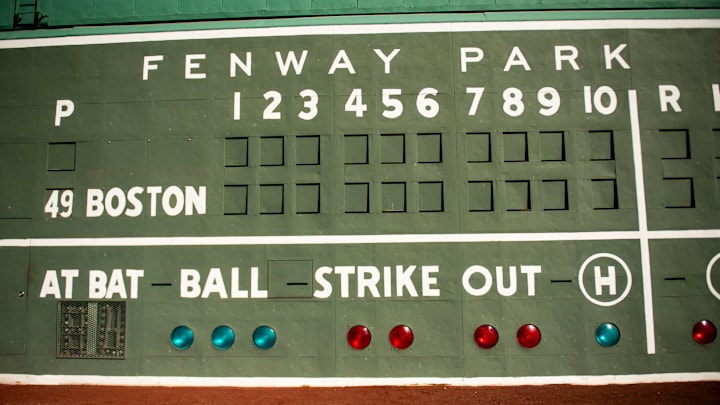 FENWAY PARK
P 1 2 3 4 5 6 7 8 9 10 R
49 BOSTON
AT BAT BALL STRIKE OUT H